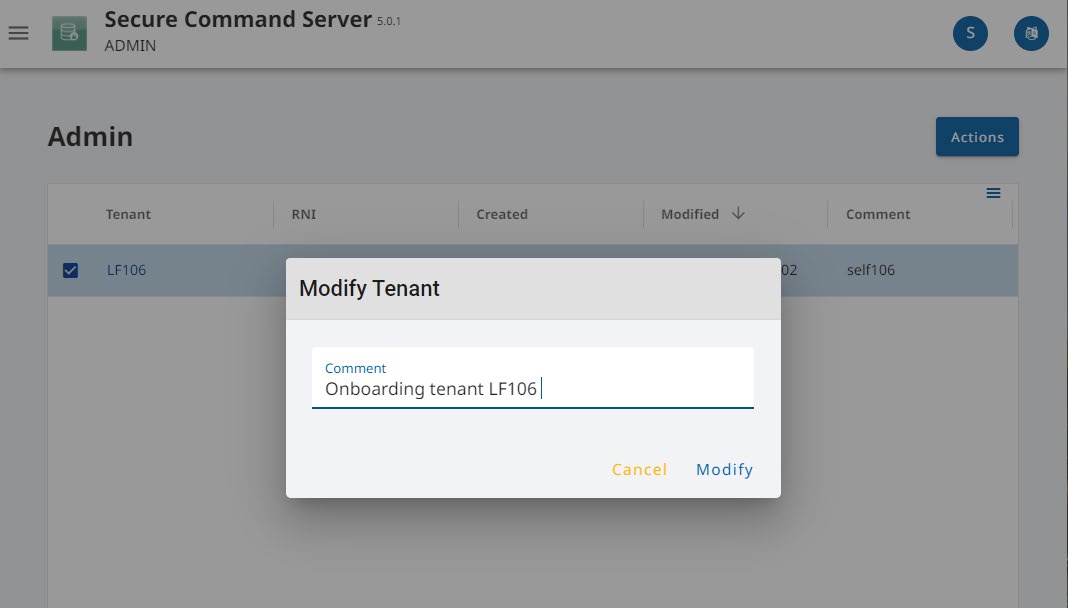 Secure Command Server 5.0.1
ADMIN
S
Admin
Actions
Tenant RNI Created Modified Comment
LF106 02 self106
Modify Tenant
Comment
Onboarding tenant LF106
Cancel Modify